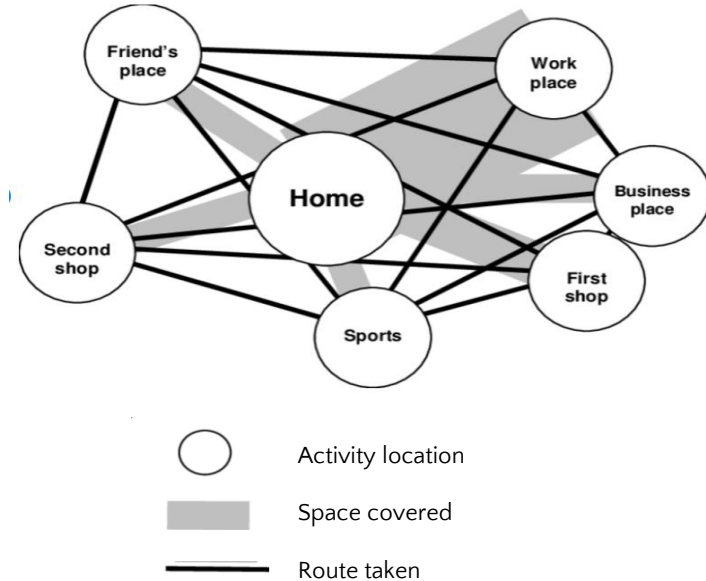 Friend's
place
Work
place
Home
Business
place
Second
shop
First
shop
Sports
Activity location
Space covered
Route taken